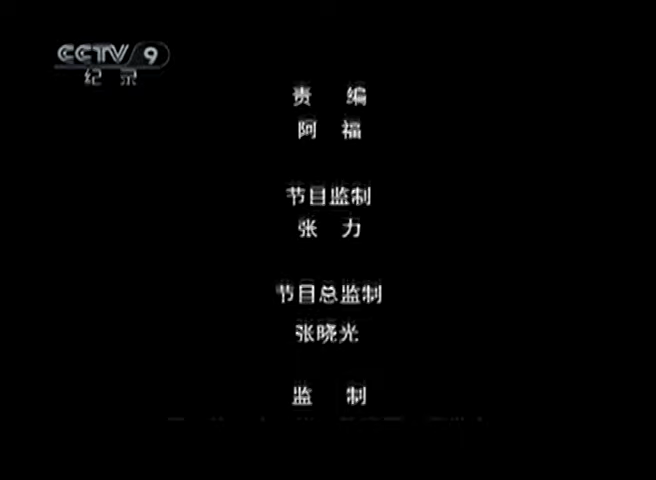 CCTV 9
纪 录
责 编
阿 福
节目监制
张 力
节目总监制
张晓光
监 制